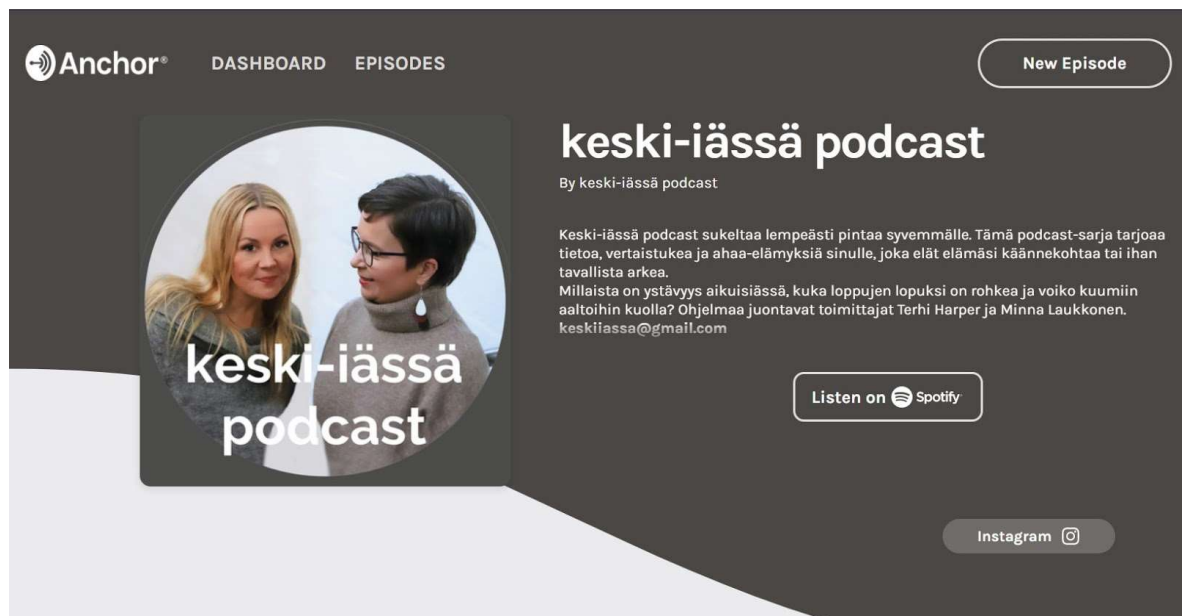 Anchor®
DASHBOARD
EPISODES
New Episode
keski-iässä
podcast
keski-iässä podcast
By keski-iässä podcast
Keski-iässä podcast sukeltaa lempeästi pintaa syvemmälle. Tämä podcast-sarja tarjoaa
tietoa, vertaistukea ja ahaa-elämyksiä sinulle, joka elät elämäsi käännekohtaa tai ihan
tavallista arkea.
Millaista on ystävyys aikuisiässä, kuka loppujen lopuksi on rohkea ja voiko kuumiin
aaltoihin kuolla? Ohjelmaa juontavat toimittajat Terhi Harper ja Minna Laukkonen.
keskiiassa@gmail.com
Listen on Spotify
Instagram